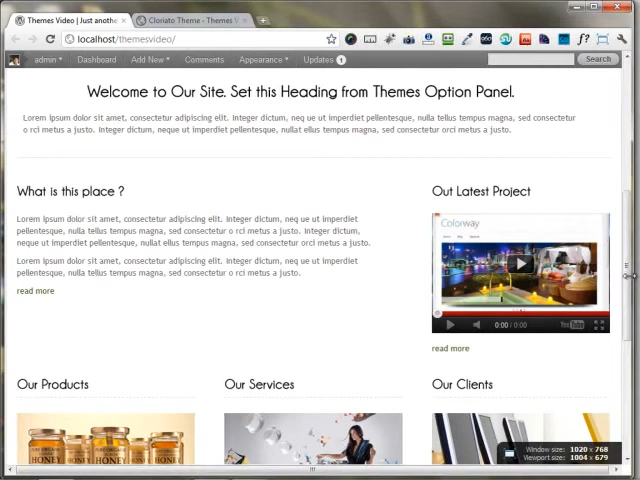 Themes Video | Just anothe
Cloriato Theme - Themes V
localhost/themesvideo/
admin
Dashboard
Add New
Comments
Appearance
Updates 1
Search
Welcome to Our Site. Set this Heading from Themes Option Panel.
Lorem ipsum dolor sit amet, consectetur adipiscing elit. Integer dictum, neq ue ut imperdiet pellentesque, nulla tellus tempus magna, sed consectetur
o rci metus a justo. Integer dictum, neque ut imperdiet pellentesque, nullat ellus tempus magna, sed consectetur o rci metus a justo.
What is this place ?
Lorem ipsum dolor sit amet, consectetur adipiscing elit. Integer dictum, neq ue ut imperdiet
pellentesque, nulla tellus tempus magna, sed consectetur o rci metus a justo. Integer dictum,
neque ut imperdiet pellentesque, nullat ellus tempus magna, sed consectetur o rci metus a justo.
Lorem ipsum dolor sit amet, consectetur adipiscing elit. Integer dictum, neq ue ut imperdiet
pellentesque, nulla tellus tempus magna, sed consectetur o rci metus a justo.
read more
Out Latest Project
Colorway
0:00 / 0:00
YouTube
read more
Our Products
Our Services
Our Clients
PURE ORGANIC
HONEY
HONEY
HONEY
Window size: 1020 x 768
Viewport size: 1004 x 679